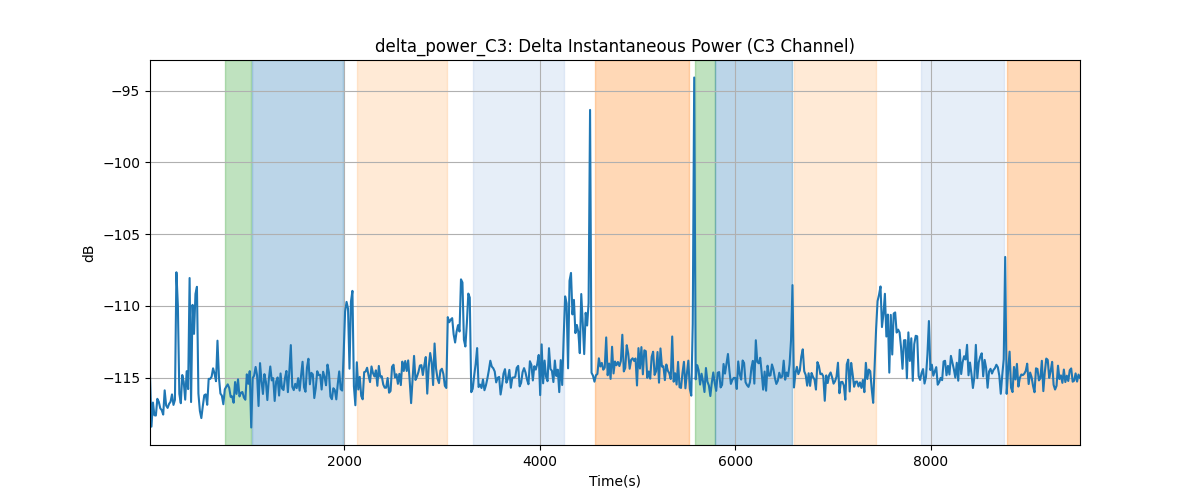 delta_power_C3: Delta Instantaneous Power (C3 Channel)
−95
−100
−105
−110
−115
dB
2000 4000 6000 8000
Time(s)